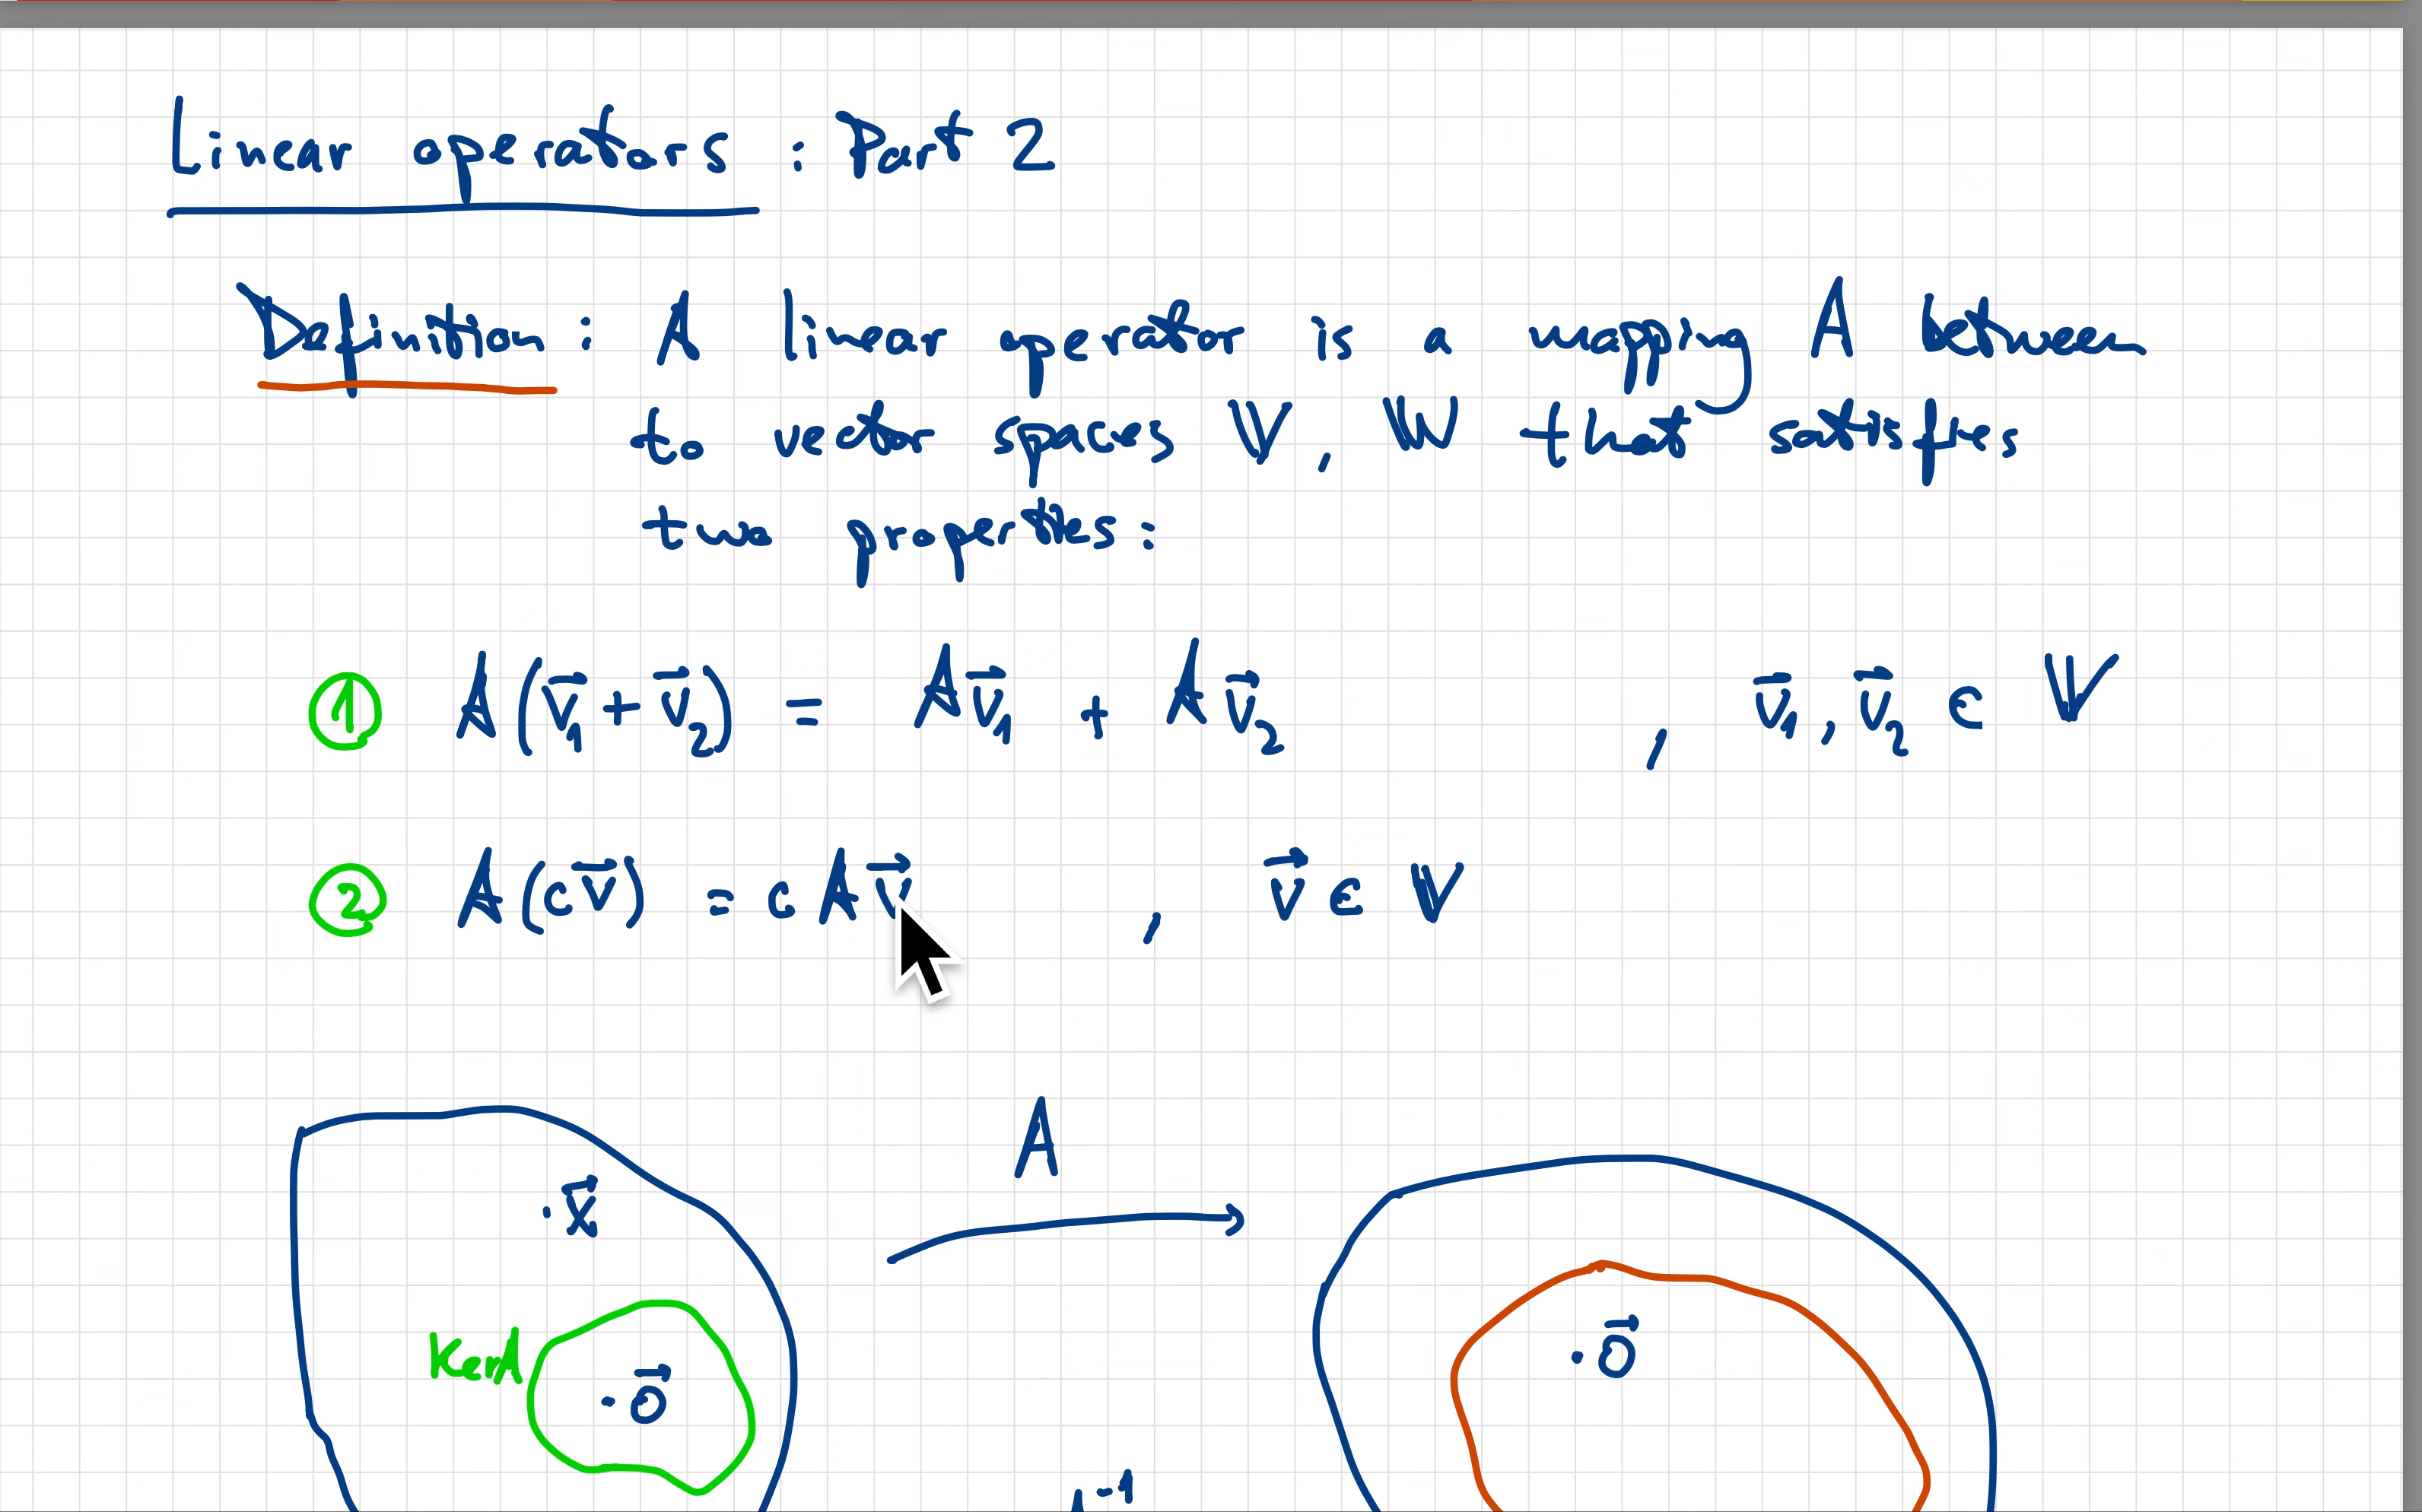 Linear operators : Part 2
Definition : A linear operator is a mapping A between
to vector spaces V, W that satisfies
two properties:
① A(v⃗₁ + v⃗₂) = Av⃗₁ + Av⃗₂ , v⃗₁, v⃗₂ ∈ V
② A(cv⃗) = cAv⃗ , v⃗ ∈ V
A
x⃗
KerA
0⃗
0⃗